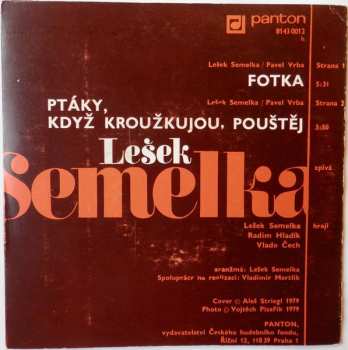 panton
8143 0012
h.
Lešek Semelka / Pavel Vrba Strana 1
FOTKA 5:31
Lešek Semelka / Pavel Vrba Strana 2
PTÁKY,
KDYŽ KROUŽKUJOU, POUŠTĚJ 3:50
Lešek
zpívá
Semelka
Lešek Semelka hrají
Radim Hladík
Vlado Čech
aranžmá: Lešek Semelka
Spolupráce na realizaci: Vladimír Mertlík
Cover © Aleš Striegl 1979
Photo © Vojtěch Písařík 1979
PANTON,
vydavatelství Českého hudebního fondu,
Říční 12, 118 39 Praha 1